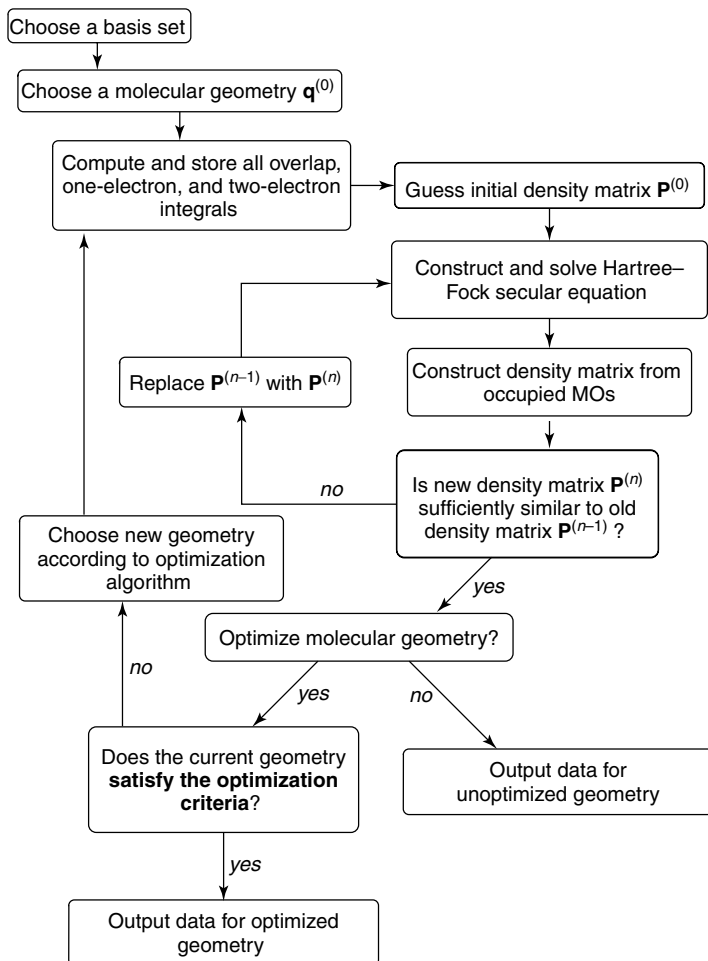 Choose a basis set
Choose a molecular geometry q^(0)
Compute and store all overlap,
one-electron, and two-electron
integrals
Guess initial density matrix P^(0)
Construct and solve Hartree–
Fock secular equation
Replace P^(n–1) with P^(n)
Construct density matrix from
occupied MOs
no
Is new density matrix P^(n)
sufficiently similar to old
density matrix P^(n–1) ?
Choose new geometry
according to optimization
algorithm
yes
Optimize molecular geometry?
no
yes
no
Does the current geometry
satisfy the optimization
criteria?
Output data for
unoptimized geometry
yes
Output data for optimized
geometry